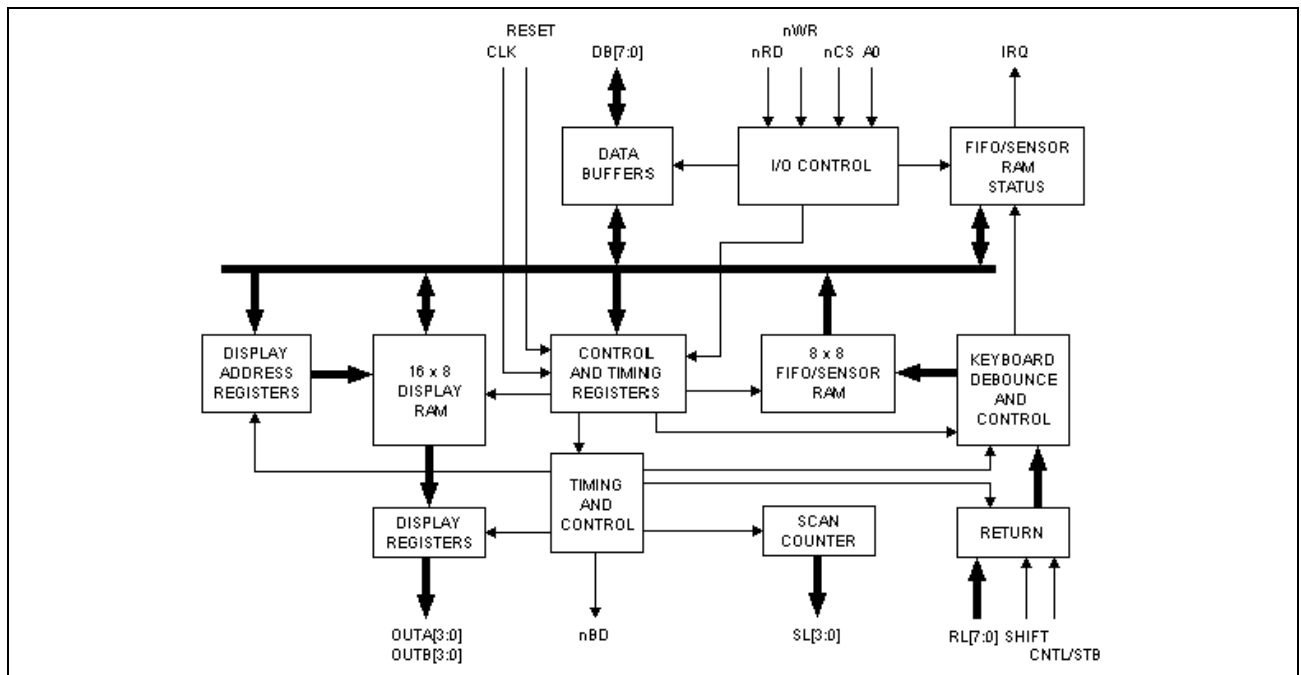 RESET
nWR
CLK
DB[7:0]
nRD
nCS A0
IRQ
DATA
BUFFERS
I/O CONTROL
FIFO/SENSOR
RAM
STATUS
DISPLAY
ADDRESS
REGISTERS
16 x 8
DISPLAY
RAM
CONTROL
AND TIMING
REGISTERS
8 x 8
FIFO/SENSOR
RAM
KEYBOARD
DEBOUNCE
AND
CONTROL
TIMING
AND
CONTROL
DISPLAY
REGISTERS
SCAN
COUNTER
RETURN
OUTA[3:0]
OUTB[3:0]
nBD
SL[3:0]
RL[7:0] SHIFT
CNTL/STB